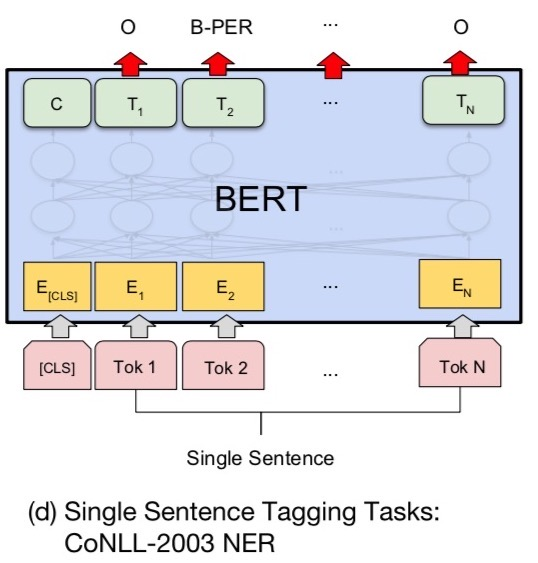 O B-PER ... O
C T1 T2 ... TN
...
BERT
...
E[CLS] E1 E2 ... EN
[CLS] Tok 1 Tok 2 ... Tok N
Single Sentence
(d) Single Sentence Tagging Tasks:
CoNLL-2003 NER